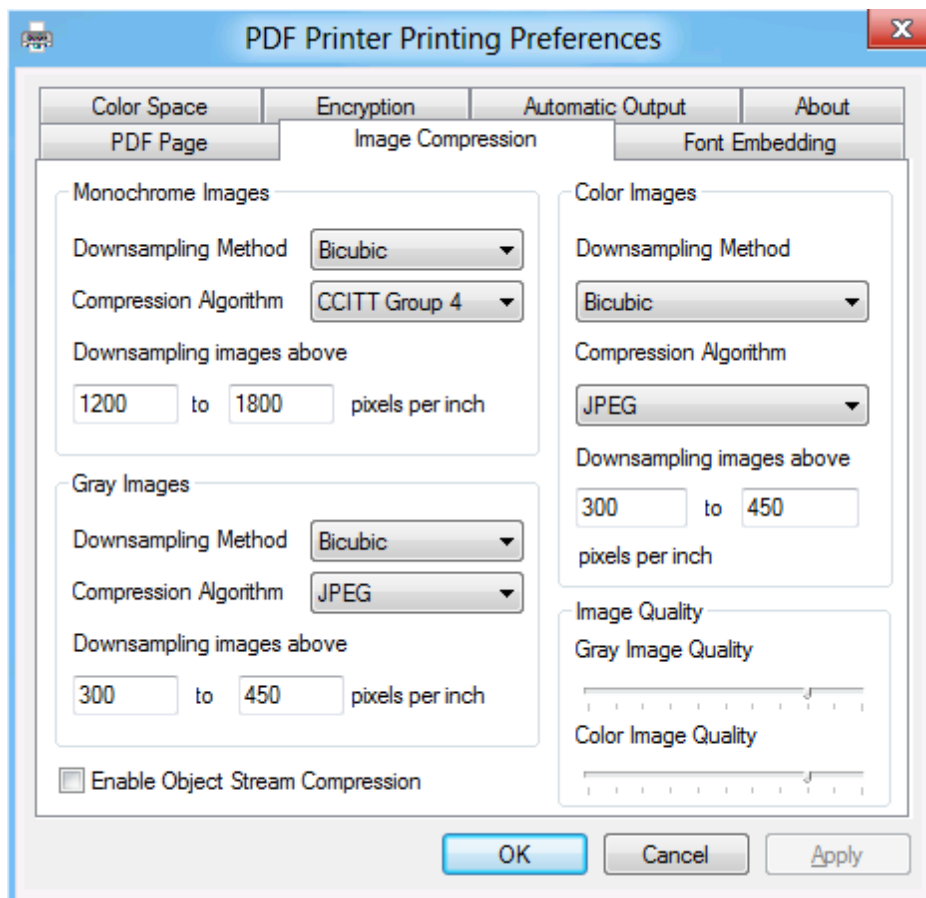 PDF Printer Printing Preferences
X
Color Space
Encryption
Automatic Output
About
PDF Page
Image Compression
Font Embedding
Monochrome Images
Downsampling Method
Bicubic
Compression Algorithm
CCITT Group 4
Downsampling images above
1200 to 1800 pixels per inch
Gray Images
Downsampling Method
Bicubic
Compression Algorithm
JPEG
Downsampling images above
300 to 450 pixels per inch
Enable Object Stream Compression
Color Images
Downsampling Method
Bicubic
Compression Algorithm
JPEG
Downsampling images above
300 to 450
pixels per inch
Image Quality
Gray Image Quality
Color Image Quality
OK
Cancel
Apply